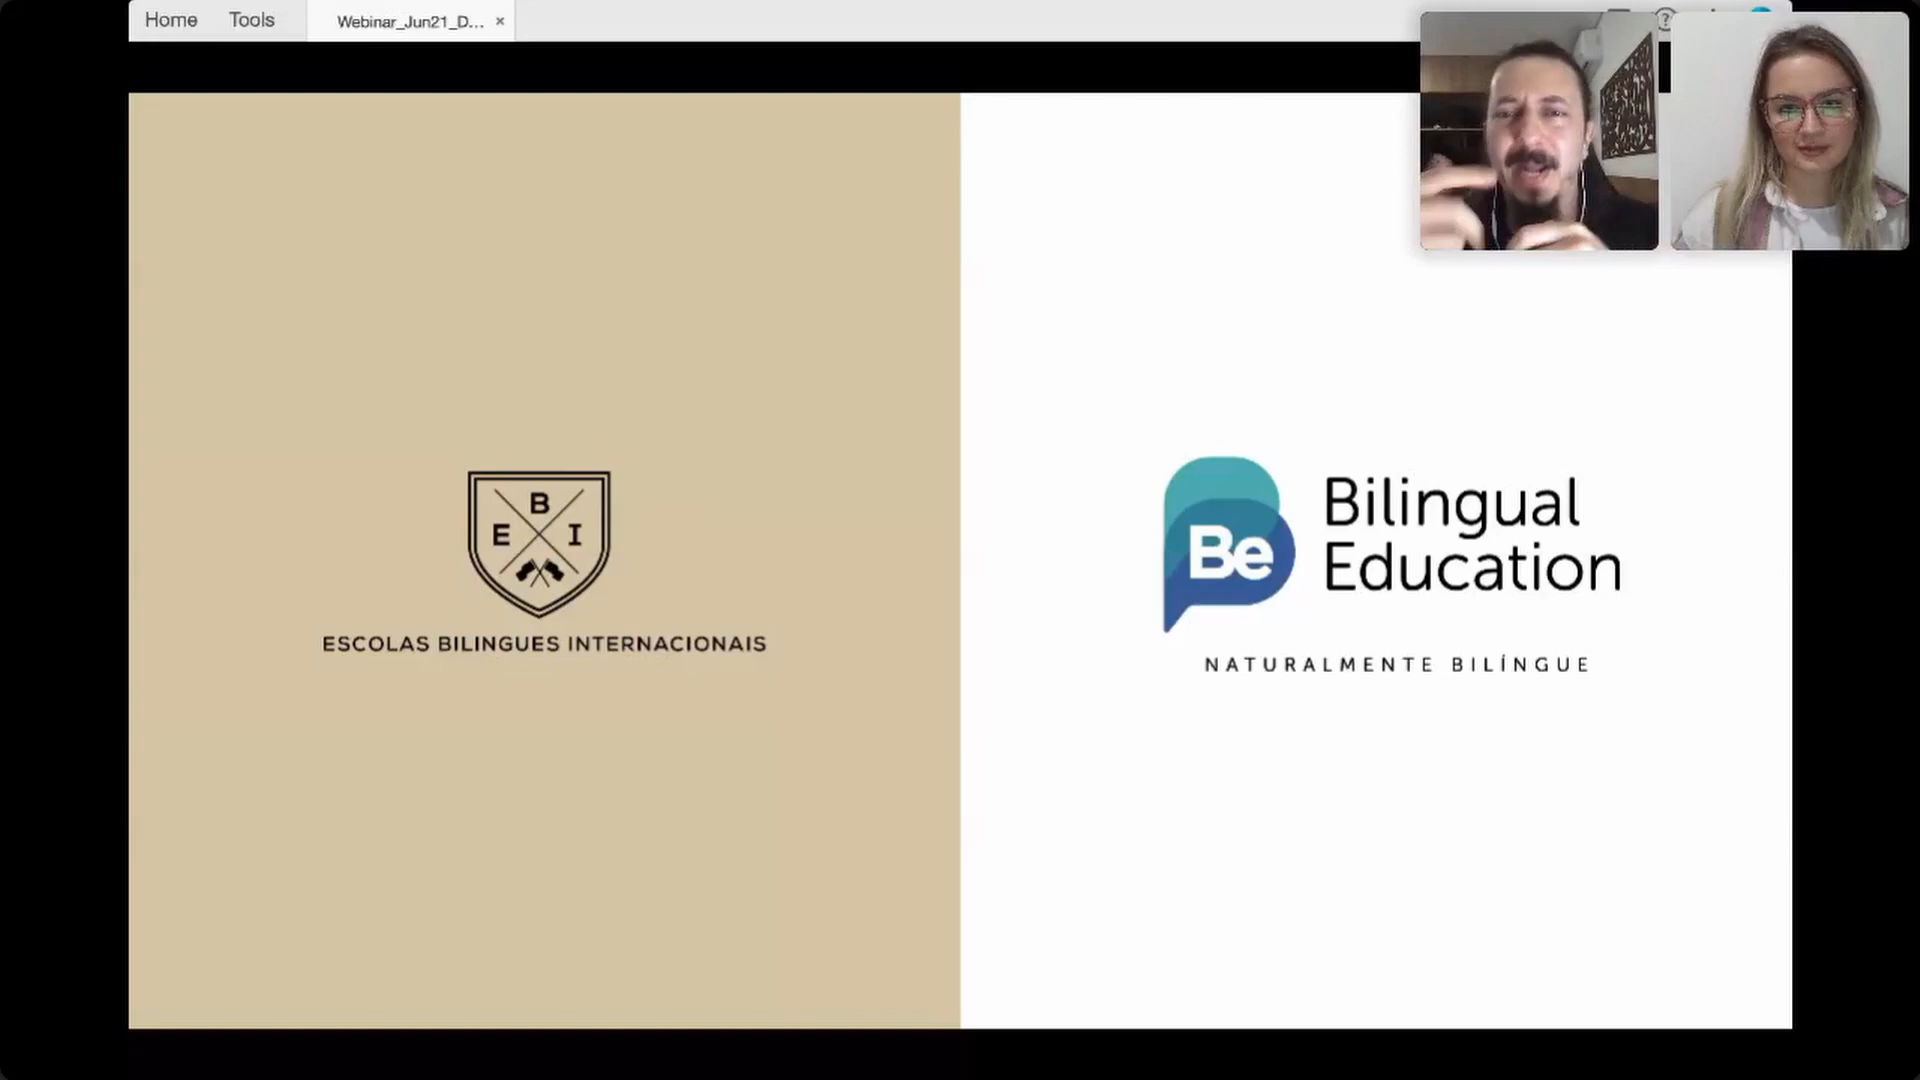 Home Tools Webinar_Jun21_D... ×
B
E I
ESCOLAS BILINGUES INTERNACIONAIS
Be
Bilingual
Education
NATURALMENTE BILÍNGUE